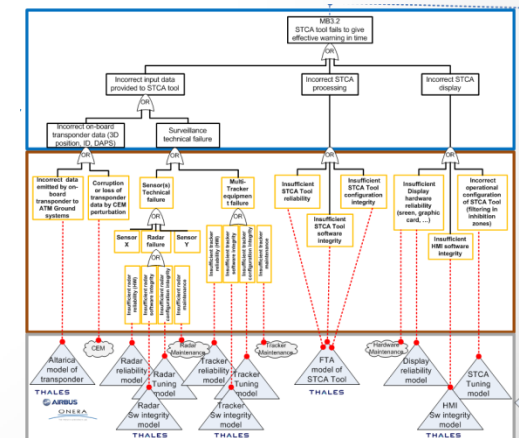 MB3.2
STCA tool fails to give
effective warning in time
OR
Incorrect input data
provided to STCA tool
Incorrect STCA
processing
Incorrect STCA
display
OR
Incorrect on-board
transponder data (3D
position, ID, DAPS)
Surveillance
technical failure
OR
OR
OR
OR
Incorrect data
emitted by on-
board
transponder to
ATM Ground
systems
Corruption
or loss of
transponder
data by CEM
perturbation
Sensor(s)
Technical
failure
Multi-
Tracker
equipmen
t failure
Insufficient
STCA Tool
reliability
Insufficient
STCA Tool
software
integrity
Insufficient
STCA Tool
configuration
integrity
Insufficient
Display
hardware
reliability
(sreen, graphic
card, ...)
Insufficient
HMI software
integrity
Incorrect
operational
configuration
of STCA Tool
(filtering in
inhibition
zones)
OR
OR
Sensor
Radar
failure
Sensor
Y
OR
Insufficient radar
reliability (HW)
Insufficient radar
software integrity
Insufficient radar
configuration integrity
Insufficient radar
maintenance
Insufficient tracker
reliability (HW)
Insufficient tracker
software integrity
Insufficient tracker
configuration integrity
Insufficient tracker
maintenance
Altarica
model of
transponder
THALES
AIRBUS
ONERA
CEM
Radar
reliability
model
Radar
Maintenance
Radar
Tuning
model
Radar
Sw integrity
model
THALES
Tracker
reliability
model
Tracker
Maintenance
Tracker
Tuning
model
Tracker
Sw integrity
model
THALES
FTA
model of
STCA Tool
THALES
Hardware
Maintenance
Display
reliability
model
HMI
Sw integrity
model
THALES
STCA
Tuning
model